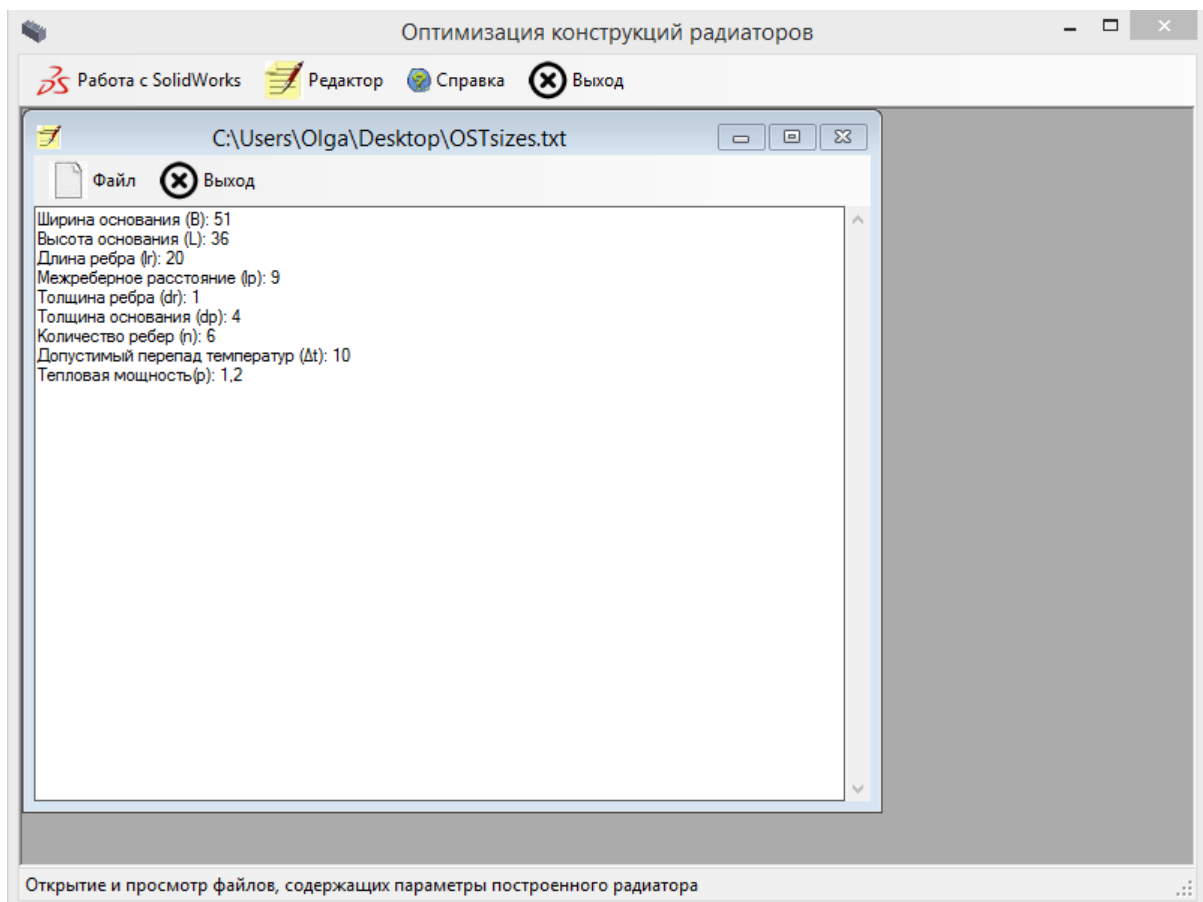 Оптимизация конструкций радиаторов
Работа с SolidWorks Редактор Справка Выход
C:\Users\Olga\Desktop\OSTsizes.txt
Файл Выход
Ширина основания (B): 51
Высота основания (L): 36
Длина ребра (lr): 20
Межреберное расстояние (lp): 9
Толщина ребра (dr): 1
Толщина основания (dp): 4
Количество ребер (n): 6
Допустимый перепад температур (Δt): 10
Тепловая мощность(p): 1,2
Открытие и просмотр файлов, содержащих параметры построенного радиатора